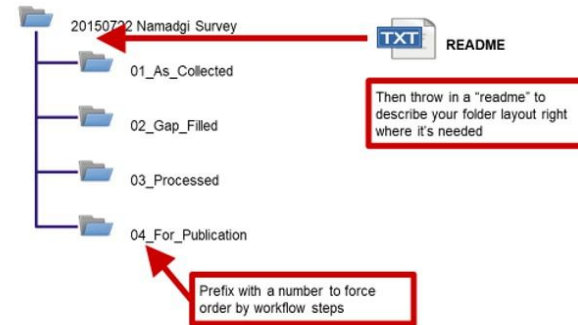 20150722 Namadgi Survey
TXT
README
01_As_Collected
Then throw in a “readme” to
describe your folder layout right
where it's needed
02_Gap_Filled
03_Processed
04_For_Publication
Prefix with a number to force
order by workflow steps